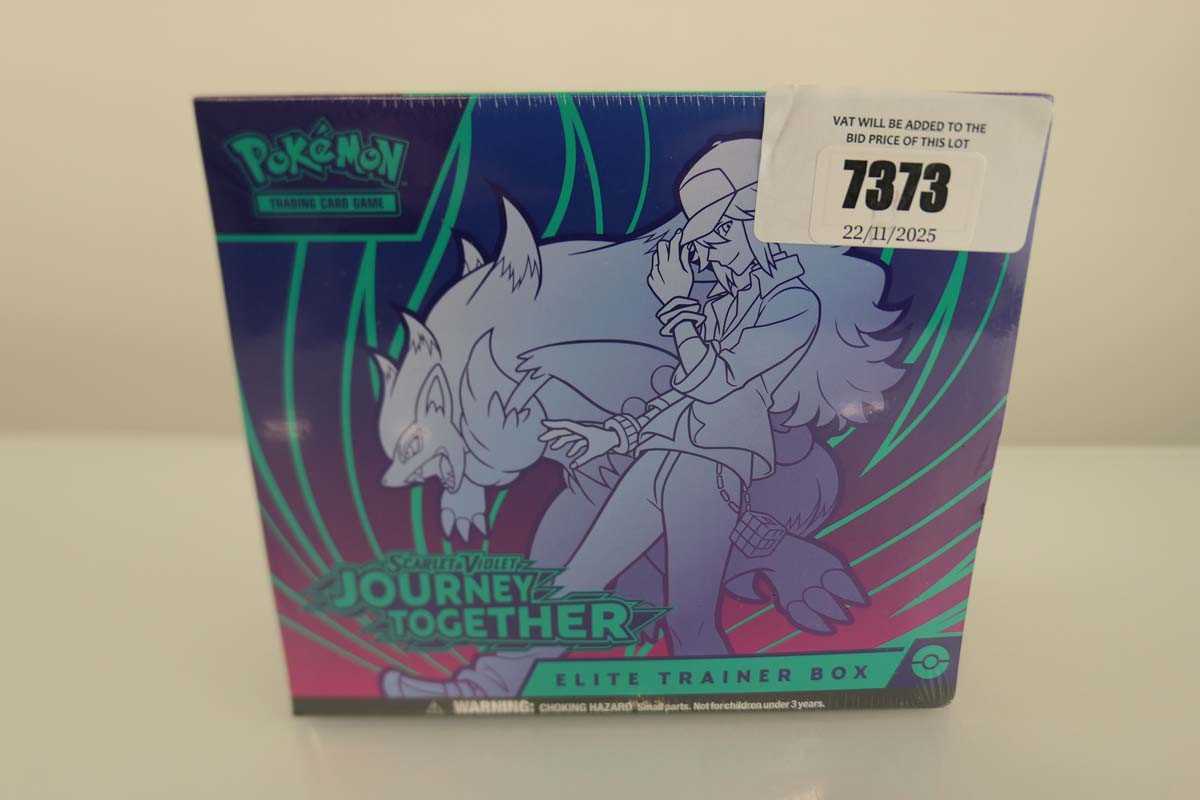 VAT WILL BE ADDED TO THE
BID PRICE OF THIS LOT
7373
22/11/2025
POKéMON
TRADING CARD GAME
SCARLET & VIOLET
JOURNEY
TOGETHER
ELITE TRAINER BOX
WARNING: CHOKING HAZARD Small parts. Not for children under 3 years.